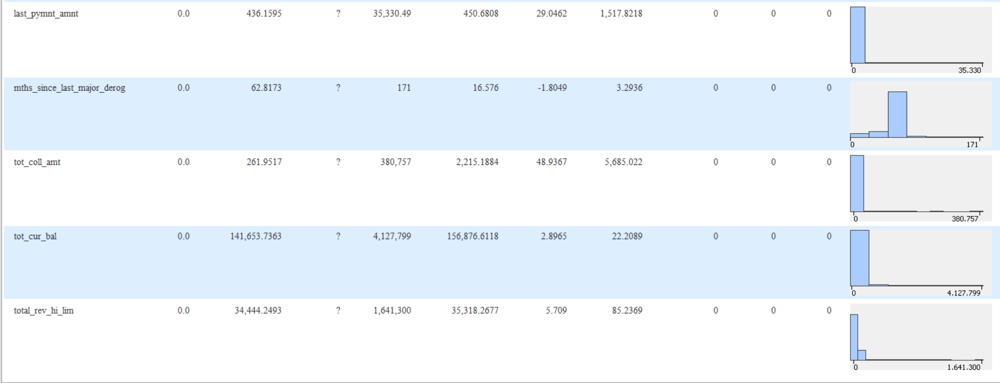 last_pymnt_amnt 0.0 436.1595 ? 35,330.49 450.6808 29.0462 1,517.8218 0 0 0
0 35.330
mths_since_last_major_derog 0.0 62.8173 ? 171 16.576 -1.8049 3.2936 0 0 0
0 171
tot_coll_amt 0.0 261.9517 ? 380,757 2,215.1884 48.9367 5,685.022 0 0 0
0 380.757
tot_cur_bal 0.0 141,653.7363 ? 4,127,799 156,876.6118 2.8965 22.2089 0 0 0
0 4.127.799
total_rev_hi_lim 0.0 34,444.2493 ? 1,641,300 35,318.2677 5.709 85.2369 0 0 0
0 1.641.300